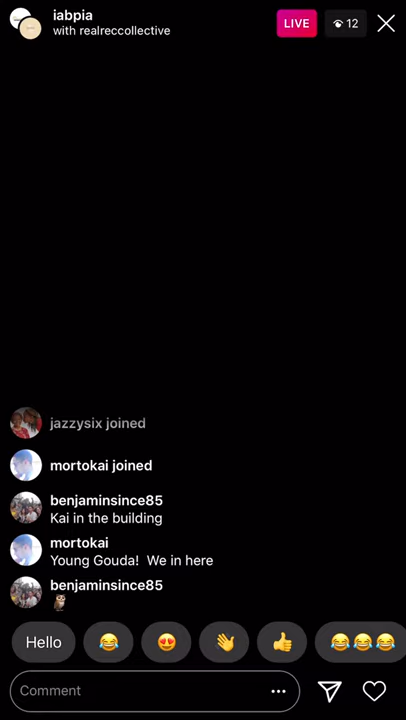 iabpia
with realreccollective
LIVE
12
jazzysix joined
mortokai joined
benjaminsince85
Kai in the building
mortokai
Young Gouda! We in here
benjaminsince85
🦉
Hello 😂 😍 👋 👍 😂😂😂
Comment